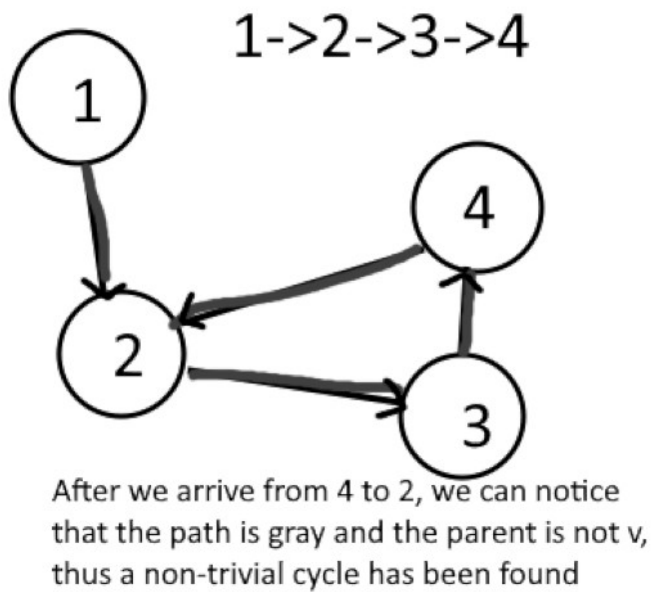 1->2->3->4
1
4
2
3
After we arrive from 4 to 2, we can notice
that the path is gray and the parent is not v,
thus a non-trivial cycle has been found